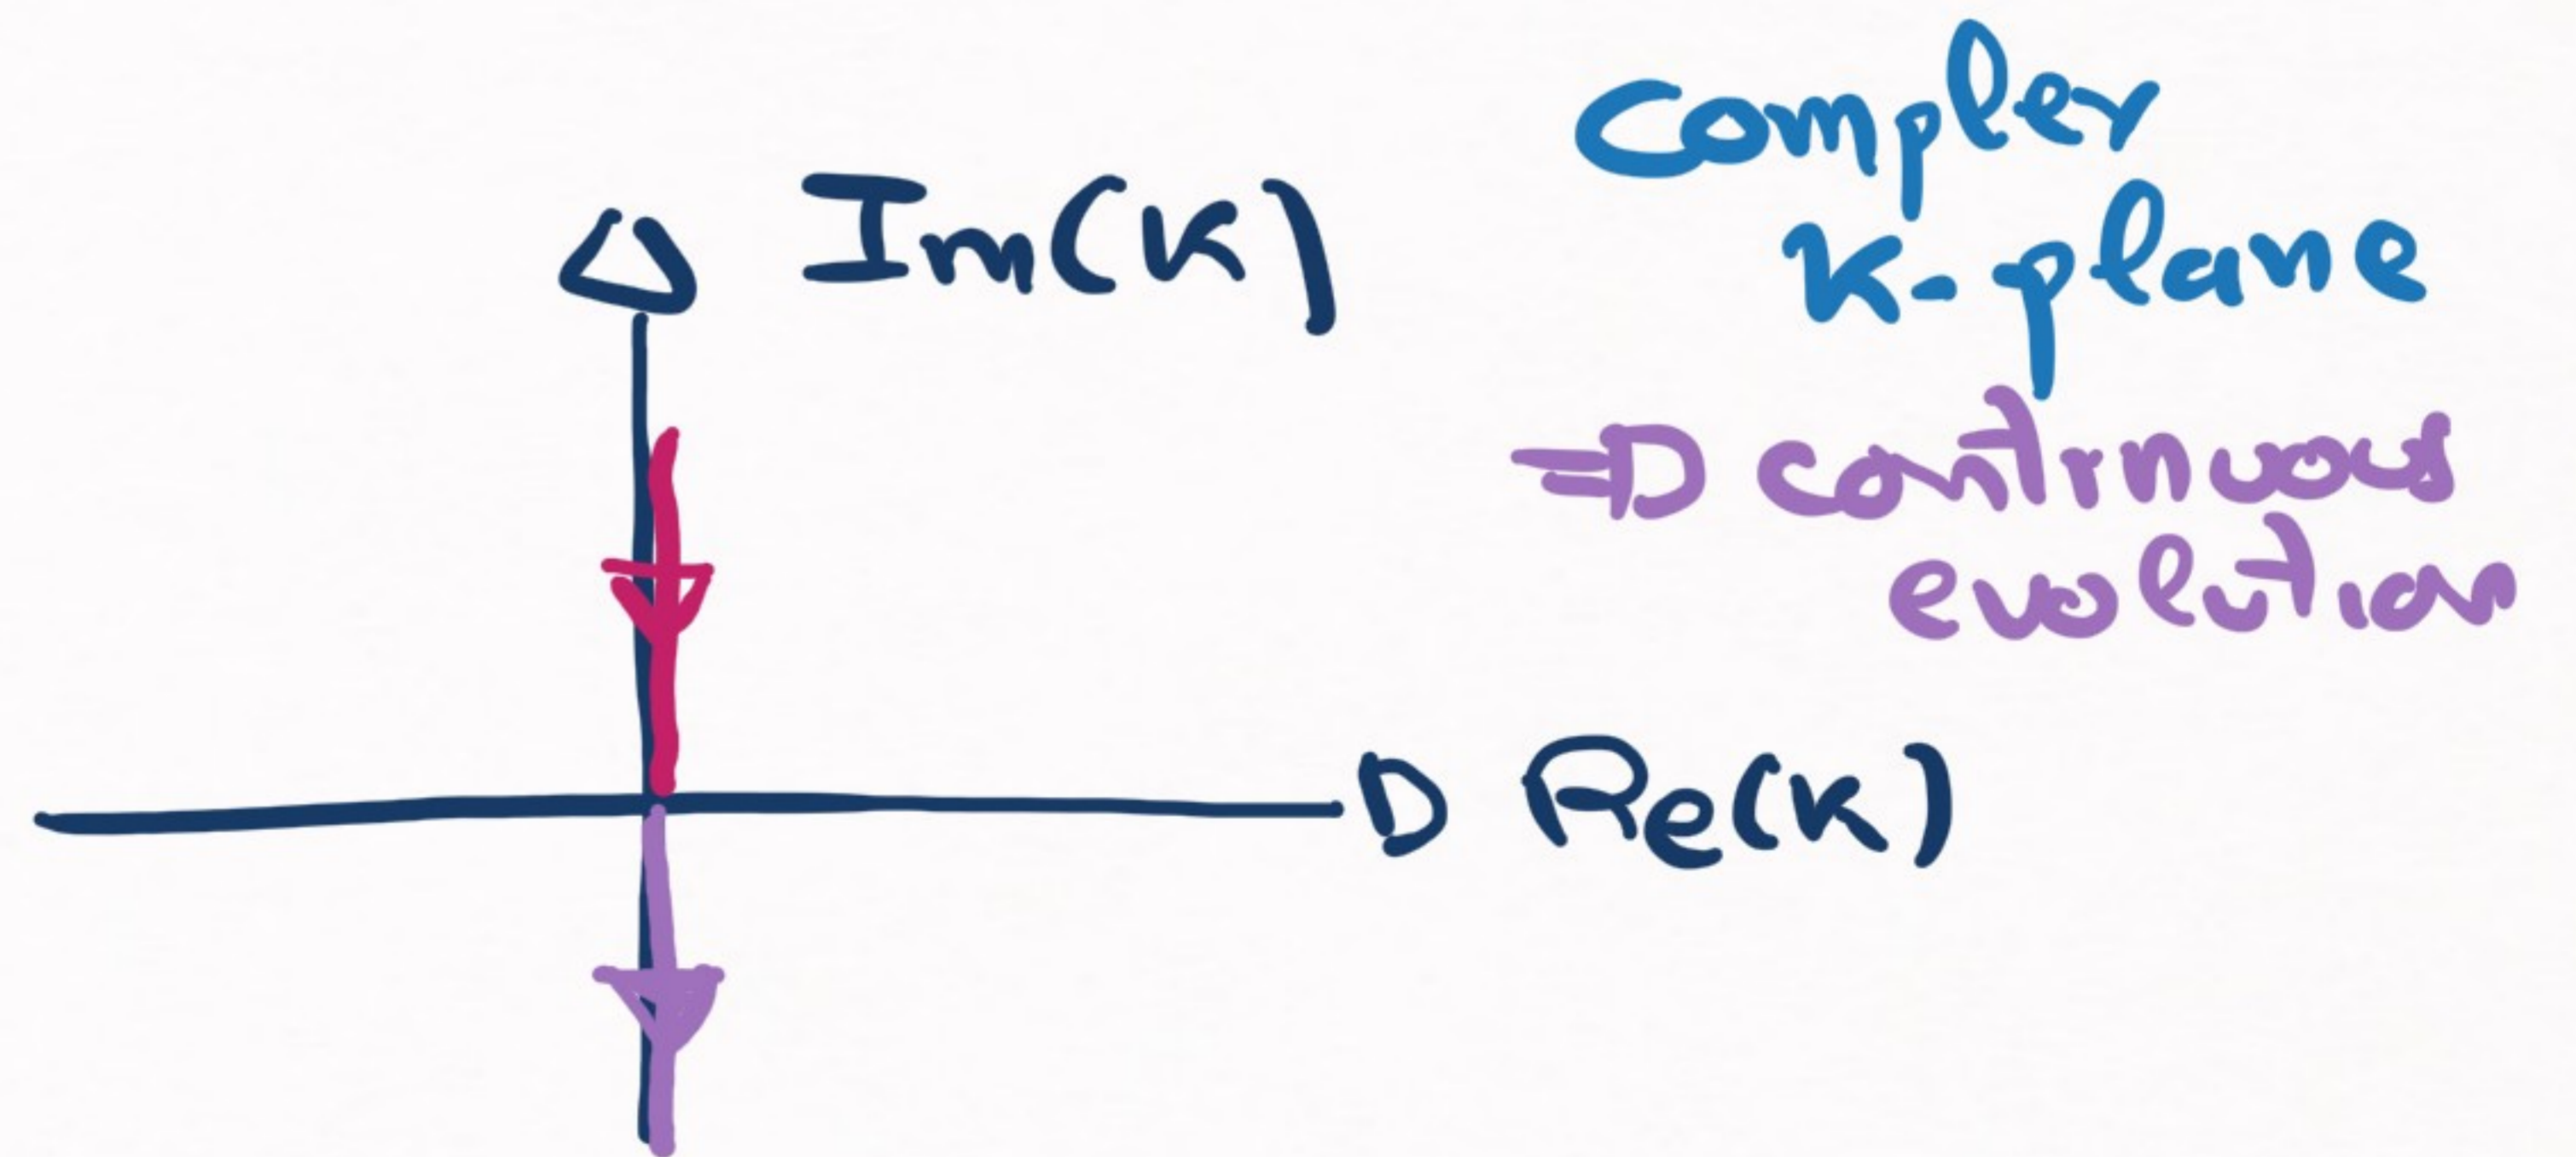 Complex
Im(K)
K-plane
=> continuous
evolution
Re(K)